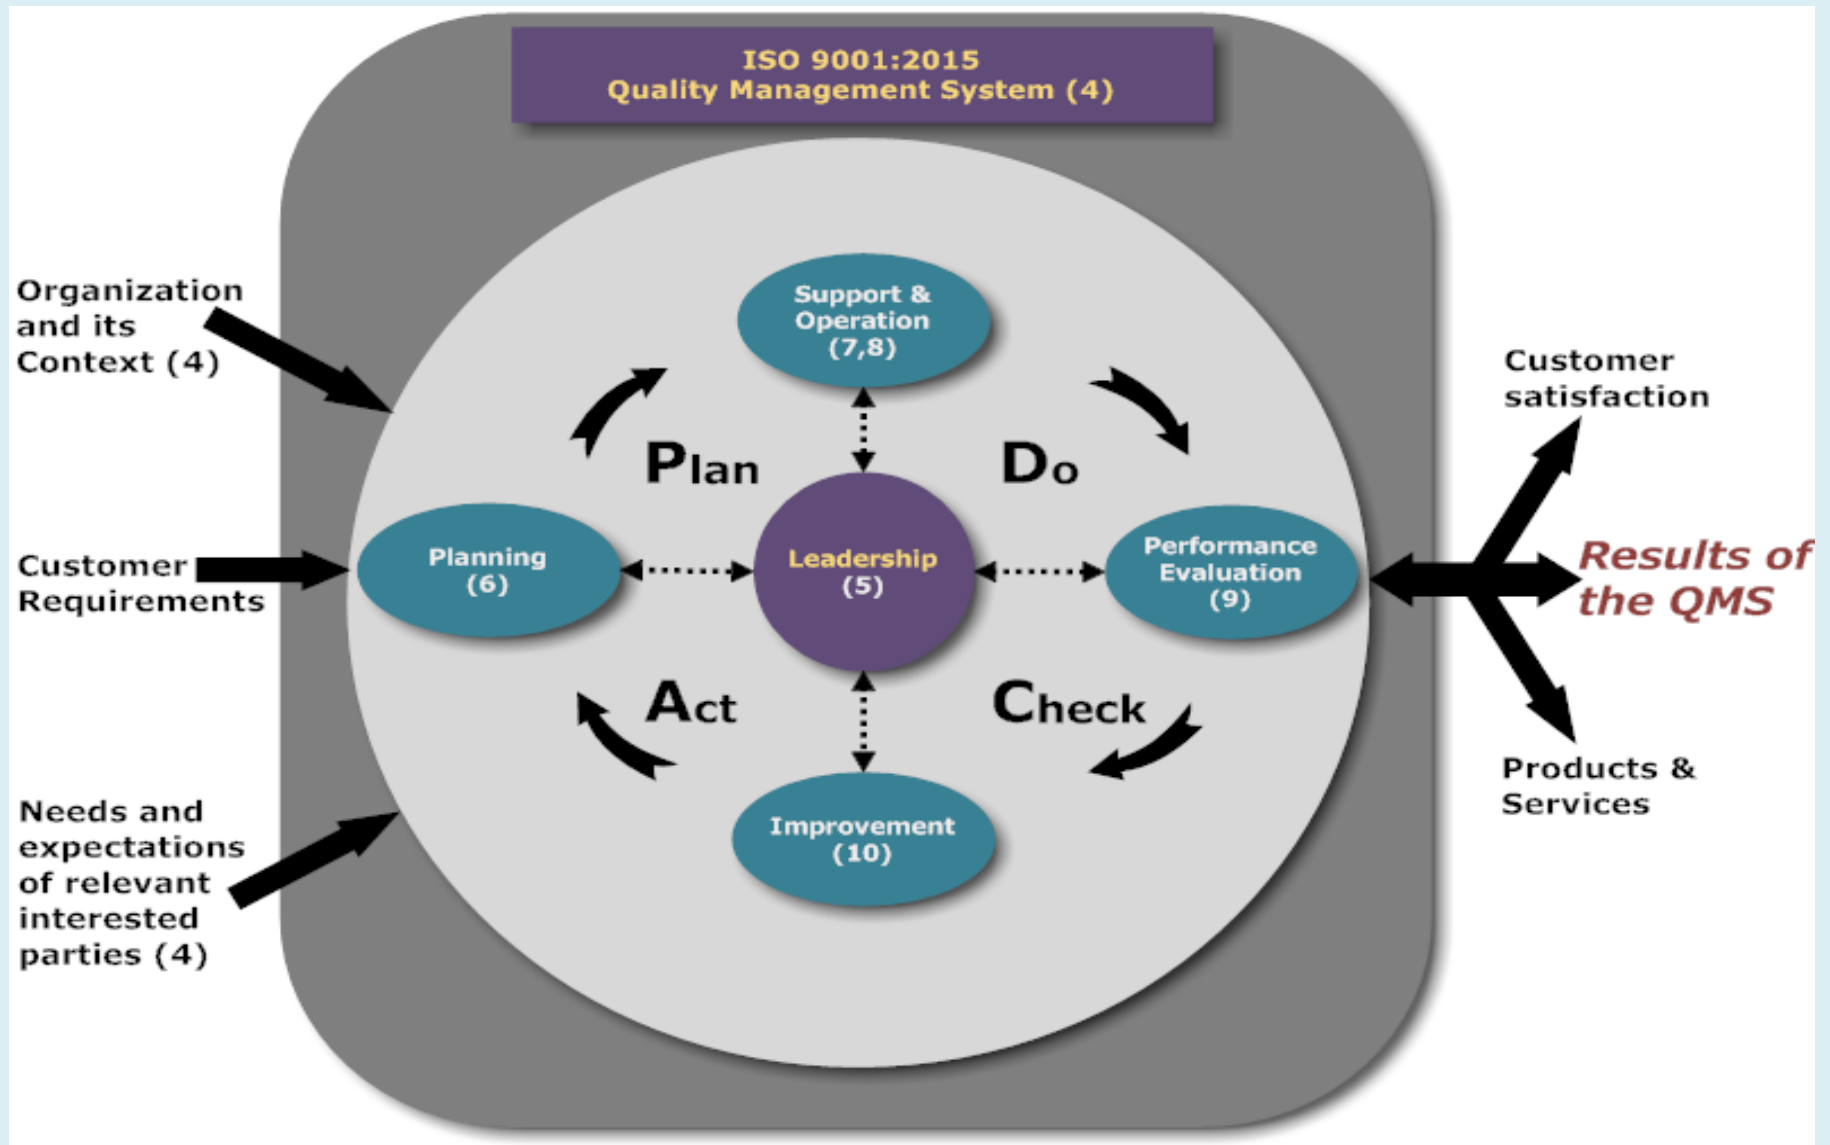 ISO 9001:2015
Quality Management System (4)
Organization
and its
Context (4)
Customer
Requirements
Needs and
expectations
of relevant
interested
parties (4)
Support &
Operation
(7,8)
Plan
Do
Planning
(6)
Leadership
(5)
Performance
Evaluation
(9)
Act
Check
Improvement
(10)
Customer
satisfaction
Results of
the QMS
Products &
Services